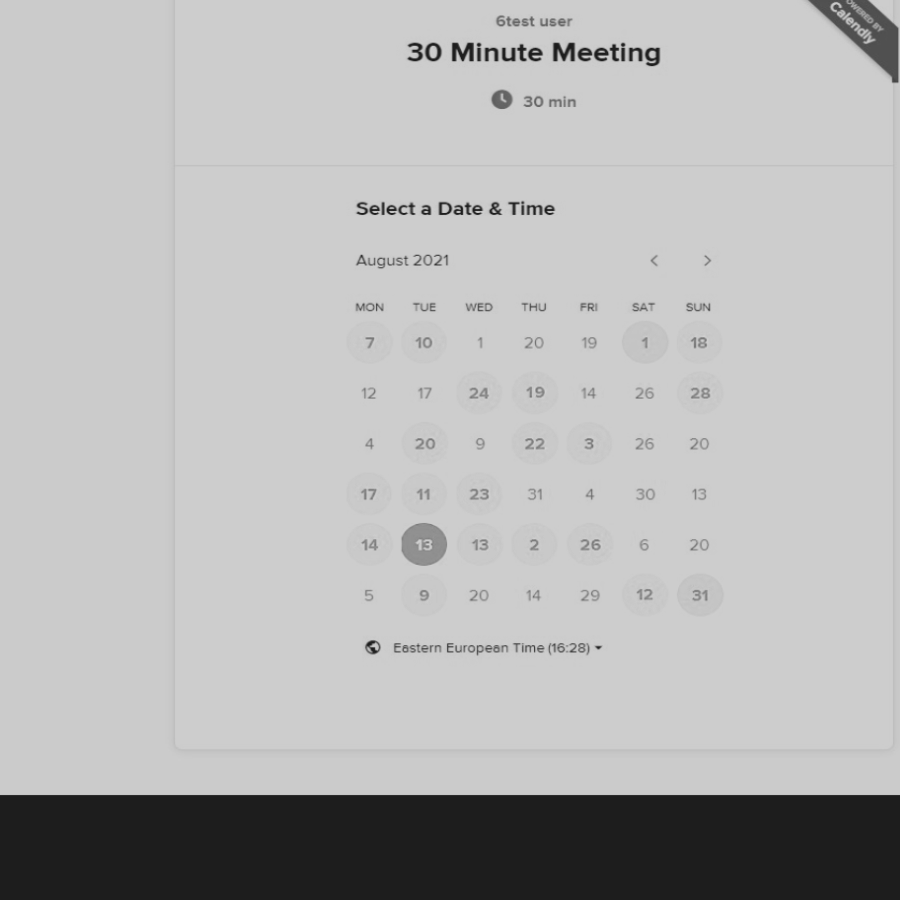 6test user
30 Minute Meeting
30 min
POWERED BY
Calendly
Select a Date & Time
August 2021
MON TUE WED THU FRI SAT SUN
7 10 1 20 19 1 18
12 17 24 19 14 26 28
4 20 9 22 3 26 20
17 11 23 31 4 30 13
14 13 13 2 26 6 20
5 9 20 14 29 12 31
Eastern European Time (16:28)